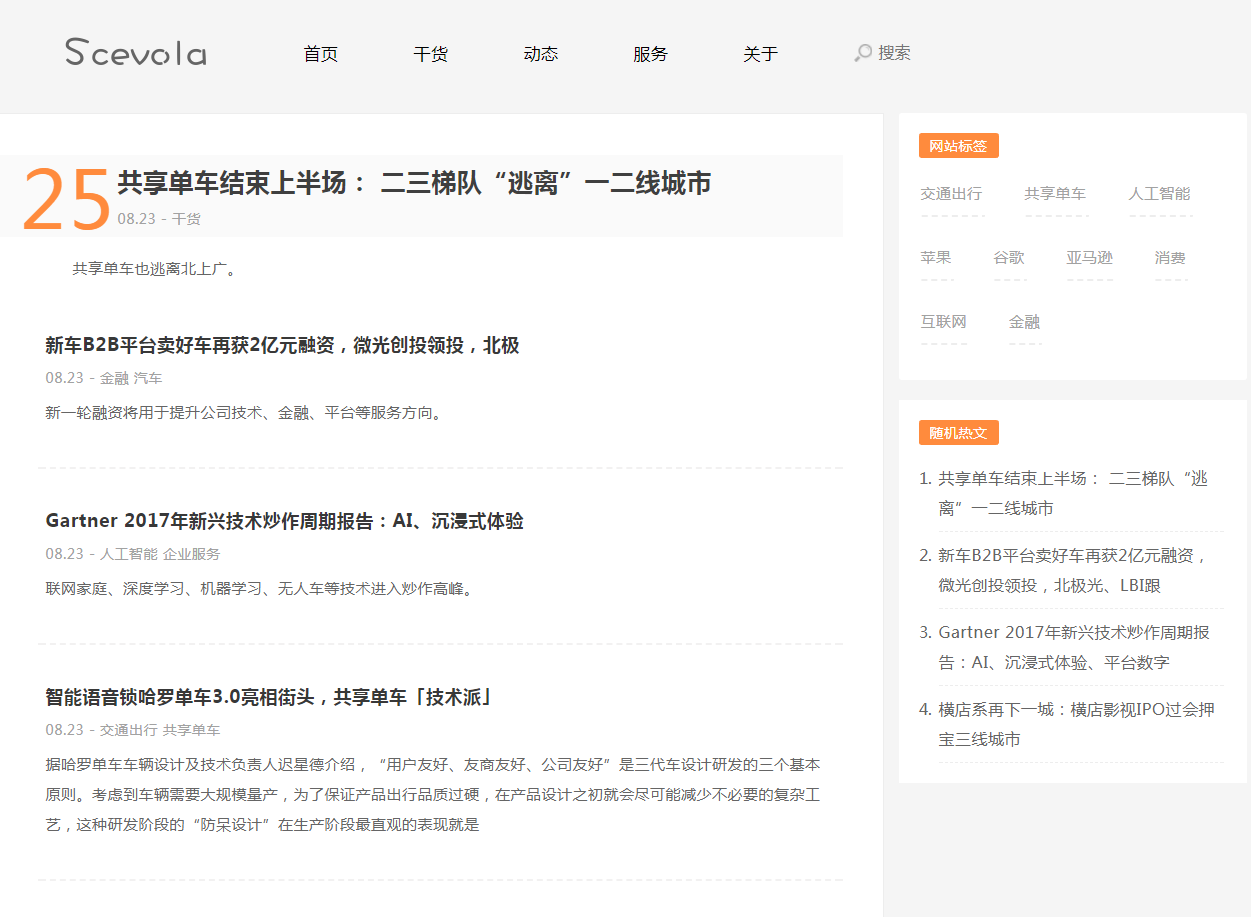 Scevola 首页 干货 动态 服务 关于 搜索
25
共享单车结束上半场： 二三梯队“逃离”一二线城市
08.23 - 干货
共享单车也逃离北上广。
新车B2B平台卖好车再获2亿元融资，微光创投领投，北极
08.23 - 金融 汽车
新一轮融资将用于提升公司技术、金融、平台等服务方向。
Gartner 2017年新兴技术炒作周期报告：AI、沉浸式体验
08.23 - 人工智能 企业服务
联网家庭、深度学习、机器学习、无人车等技术进入炒作高峰。
智能语音锁哈罗单车3.0亮相街头，共享单车「技术派」
08.23 - 交通出行 共享单车
据哈罗单车车辆设计及技术负责人迟星德介绍，“用户友好、友商友好、公司友好”是三代车设计研发的三个基本
原则。考虑到车辆需要大规模量产，为了保证产品出行品质过硬，在产品设计之初就会尽可能减少不必要的复杂工
艺，这种研发阶段的“防呆设计”在生产阶段最直观的表现就是
网站标签
交通出行 共享单车 人工智能
苹果 谷歌 亚马逊 消费
互联网 金融
随机热文
1. 共享单车结束上半场： 二三梯队“逃
离”一二线城市
2. 新车B2B平台卖好车再获2亿元融资，
微光创投领投，北极光、LBI跟
3. Gartner 2017年新兴技术炒作周期报
告：AI、沉浸式体验、平台数字
4. 横店系再下一城：横店影视IPO过会押
宝三线城市